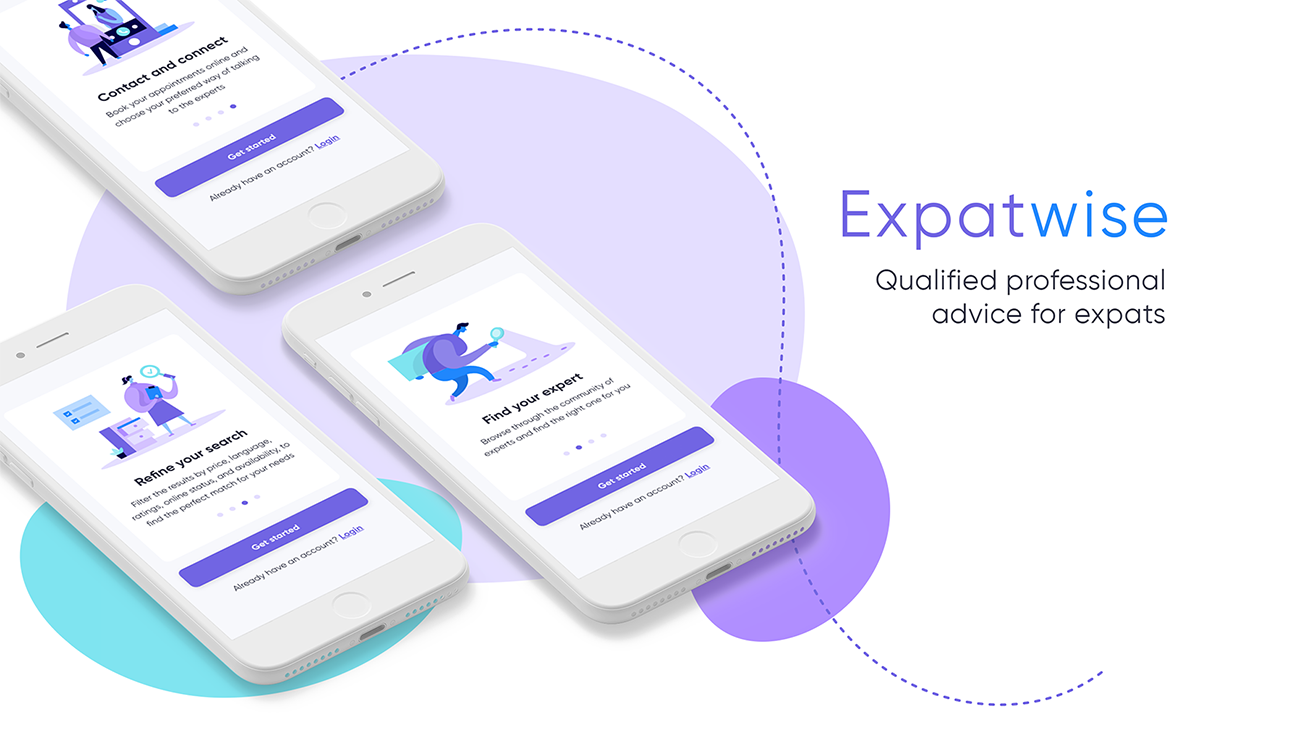 Contact and connect
Book your appointments online and
choose your preferred way of talking
to the experts
Get started
Already have an account? Login
Expatwise
Qualified professional
advice for expats
Find your expert
Browse through the community of
experts and find the right one for you
Get started
Already have an account? Login
Refine your search
Filter the results by price, language,
ratings, online status, and availability, to
find the perfect match for your needs
Get started
Already have an account? Login